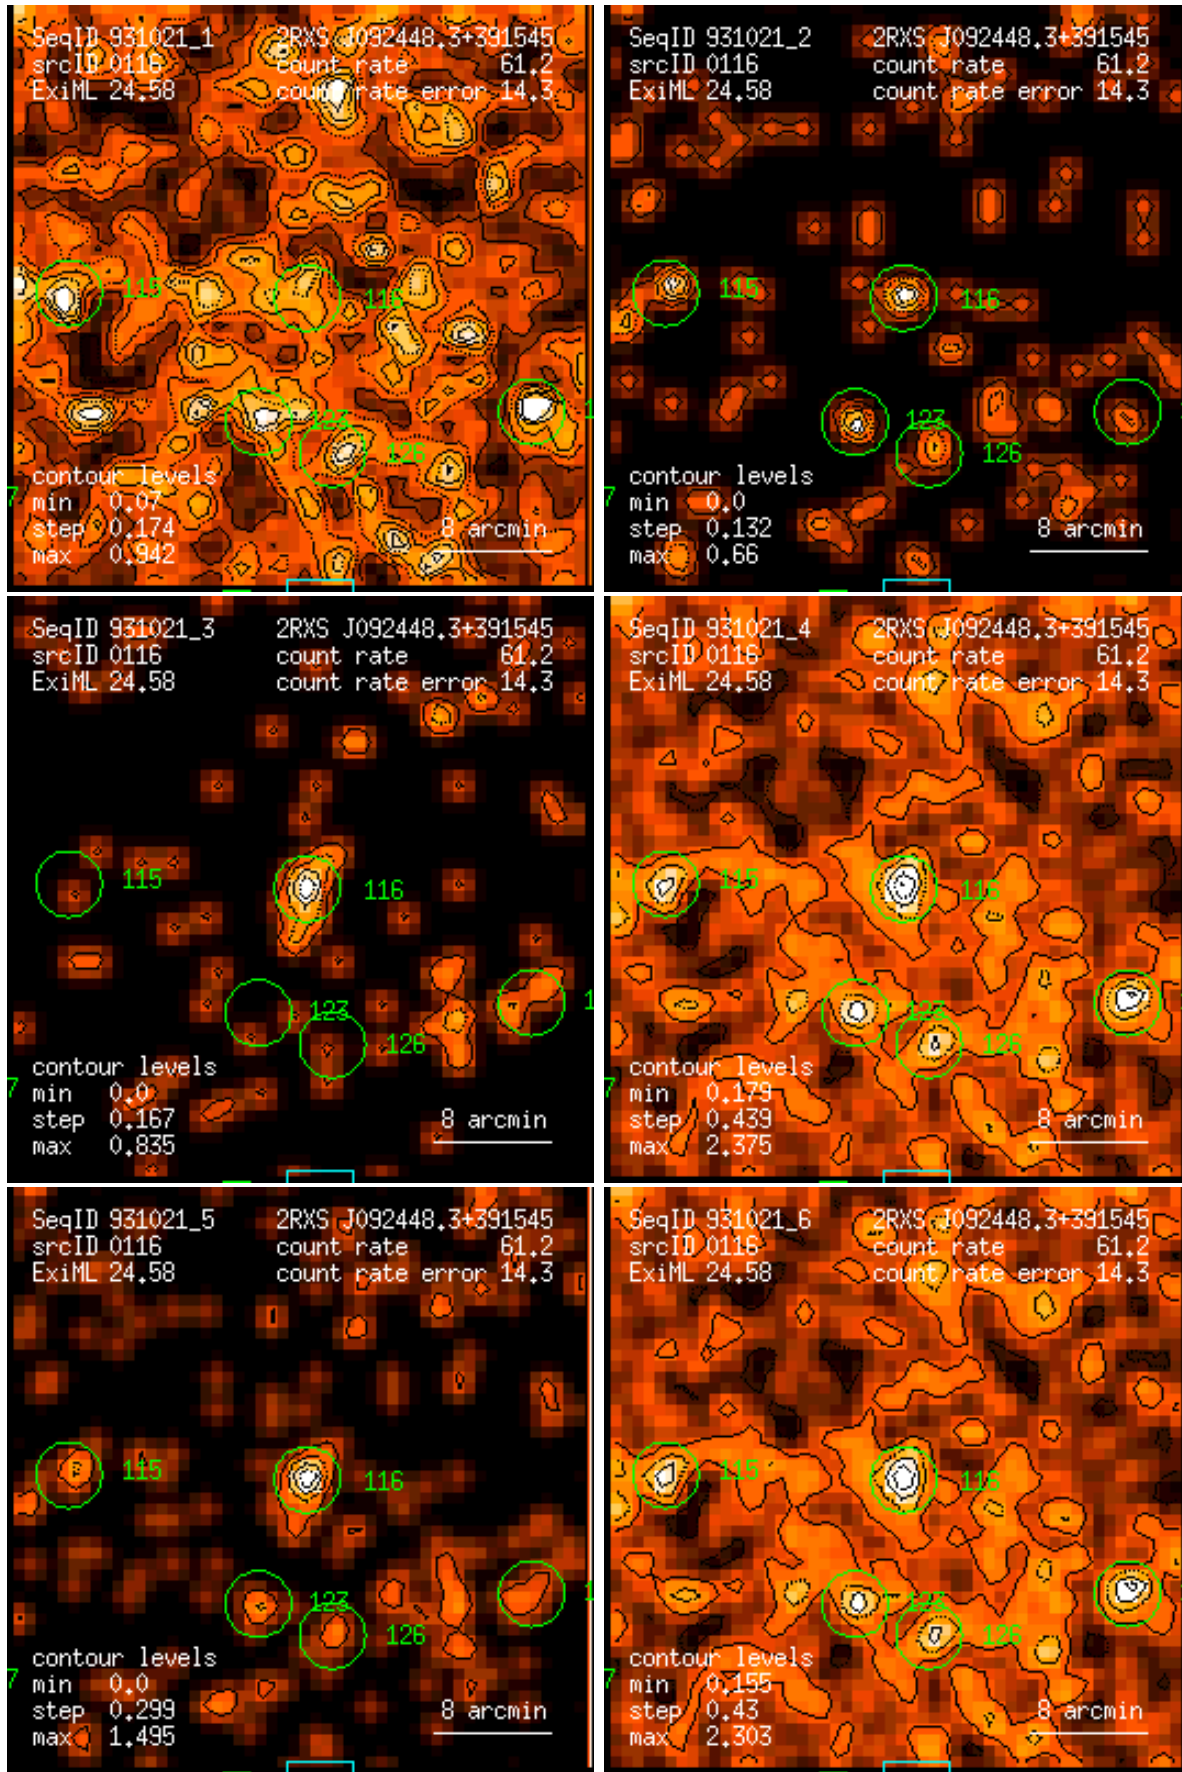 SeqID 931021_1 2RXS J092448.3+391545
srcID 0116 count rate 61.2
ExiML 24.58 count rate error 14.3
115
116
123
1
126
contour levels
7
min 0.07
step 0.174 8 arcmin
max 0.942
SeqID 931021_2 2RXS J092448.3+391545
srcID 0116 count rate 61.2
ExiML 24.58 count rate error 14.3
115
116
123
126
contour levels
7
min 0.0
step 0.132 8 arcmin
max 0.66
SeqID 931021_3 2RXS J092448.3+391545
srcID 0116 count rate 61.2
ExiML 24.58 count rate error 14.3
115
116
1
123
126
contour levels
7
min 0.0
step 0.167 8 arcmin
max 0.835
SeqID 931021_4 2RXS J092448.3+391545
srcID 0116 count rate 61.2
ExiML 24.58 count rate error 14.3
115
116
123
126
contour levels
7
min 0.179
step 0.439 8 arcmin
max 2.375
SeqID 931021_5 2RXS J092448.3+391545
srcID 0116 count rate 61.2
ExiML 24.58 count rate error 14.3
115
116
1
123
126
contour levels
7
min 0.0
step 0.299 8 arcmin
max 1.495
SeqID 931021_6 2RXS J092448.3+391545
srcID 0116 count rate 61.2
ExiML 24.58 count rate error 14.3
115
116
123
126
contour levels
7
min 0.155
step 0.43 8 arcmin
max 2.303